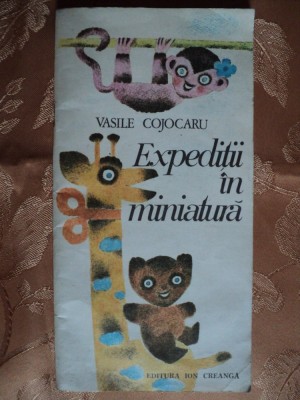 VASILE COJOCARU
Expediții
în
miniatură
EDITURA ION CREANGĂ